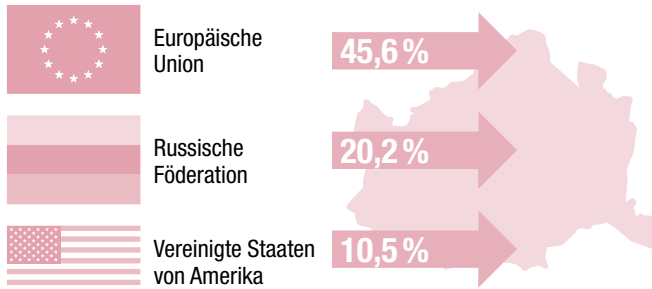 Europäische
Union
45,6 %
Russische
Föderation
20,2 %
Vereinigte Staaten
von Amerika
10,5 %